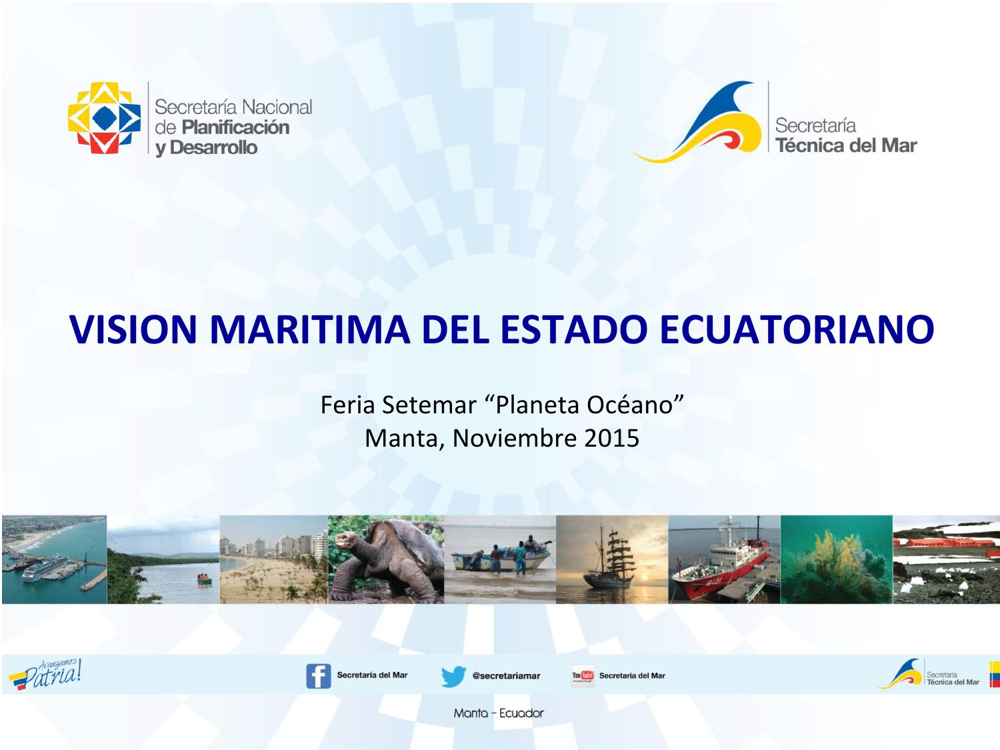 Secretaría Nacional
de Planificación
y Desarrollo
Secretaría
Técnica del Mar
VISION MARITIMA DEL ESTADO ECUATORIANO
Feria Setemar “Planeta Océano”
Manta, Noviembre 2015
Avanzamos
Patria!
Secretaría del Mar
@secretariamar
You Tube
Secretaria del Mar
Secretaría
Técnica del Mar
Manta – Ecuador